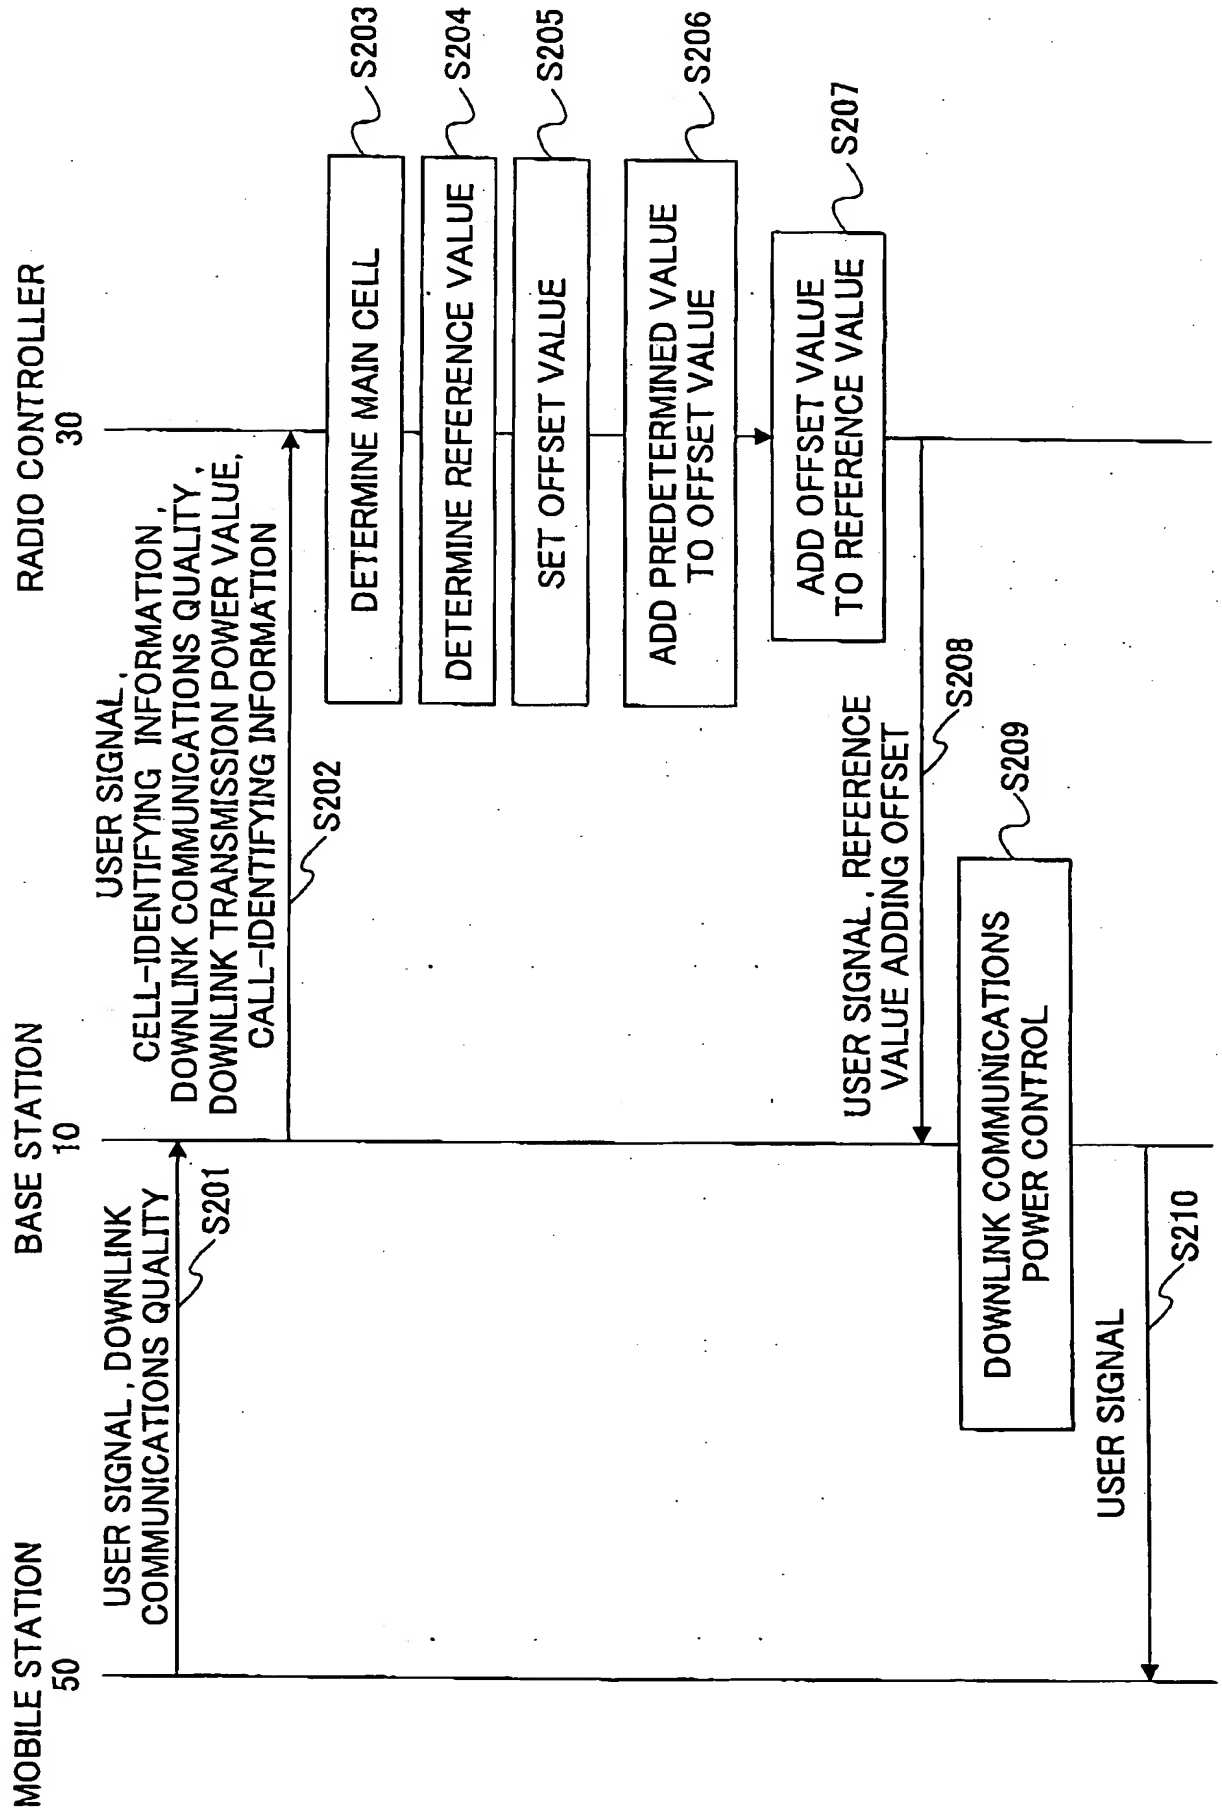 MOBILE STATION
50
BASE STATION
10
RADIO CONTROLLER
30
USER SIGNAL, DOWNLINK
COMMUNICATIONS QUALITY
S201
USER SIGNAL,
CELL-IDENTIFYING INFORMATION,
DOWNLINK COMMUNICATIONS QUALITY,
DOWNLINK TRANSMISSION POWER VALUE,
CALL-IDENTIFYING INFORMATION
S202
DETERMINE MAIN CELL
S203
DETERMINE REFERENCE VALUE
S204
SET OFFSET VALUE
S205
ADD PREDETERMINED VALUE
TO OFFSET VALUE
S206
ADD OFFSET VALUE
TO REFERENCE VALUE
S207
USER SIGNAL, REFERENCE
VALUE ADDING OFFSET
S208
DOWNLINK COMMUNICATIONS
POWER CONTROL
S209
USER SIGNAL
S210